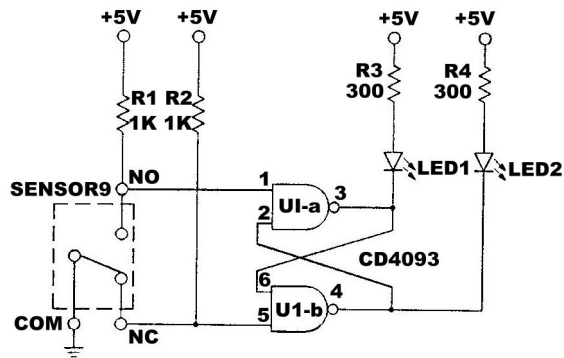 +5V +5V +5V +5V
R1 R2 R3 R4
1K 1K 300 300
LED1 LED2
SENSOR9 NO
1 3
UI-a
2
CD4093
6 4
U1-b
5
COM NC